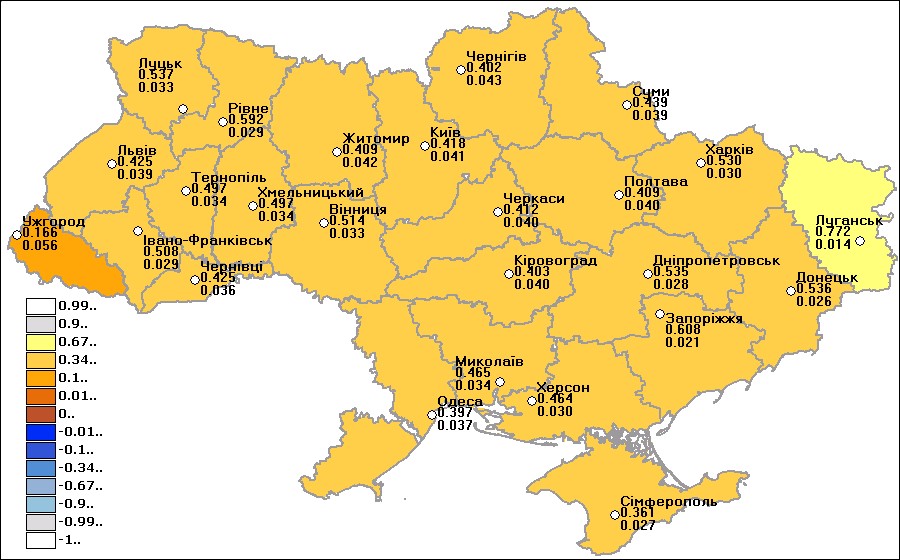 Чернігів
0.402
0.043
Луцьк
0.537
0.033
Суми
0.439
0.039
Рівне
0.592
0.029
Житомир
0.409
0.042
Київ
0.418
0.041
Харків
0.530
0.030
Львів
0.425
0.039
Тернопіль
0.497
0.034
Хмельницький
0.497
0.034
Вінниця
0.514
0.033
Черкаси
0.412
0.040
Полтава
0.409
0.040
Луганськ
0.772
0.014
Ужгород
0.166
0.056
Івано-Франківськ
0.508
0.029
Чернівці
0.425
0.036
Кіровоград
0.403
0.040
Дніпропетровськ
0.535
0.028
Донецьк
0.536
0.026
Запоріжжя
0.608
0.021
Миколаїв
0.465
0.034
Херсон
0.464
0.030
Одеса
0.397
0.037
Сімферополь
0.361
0.027
0.99..
0.9..
0.67..
0.34..
0.1..
0.01..
0..
-0.01..
-0.1..
-0.34..
-0.67..
-0.9..
-0.99..
-1..